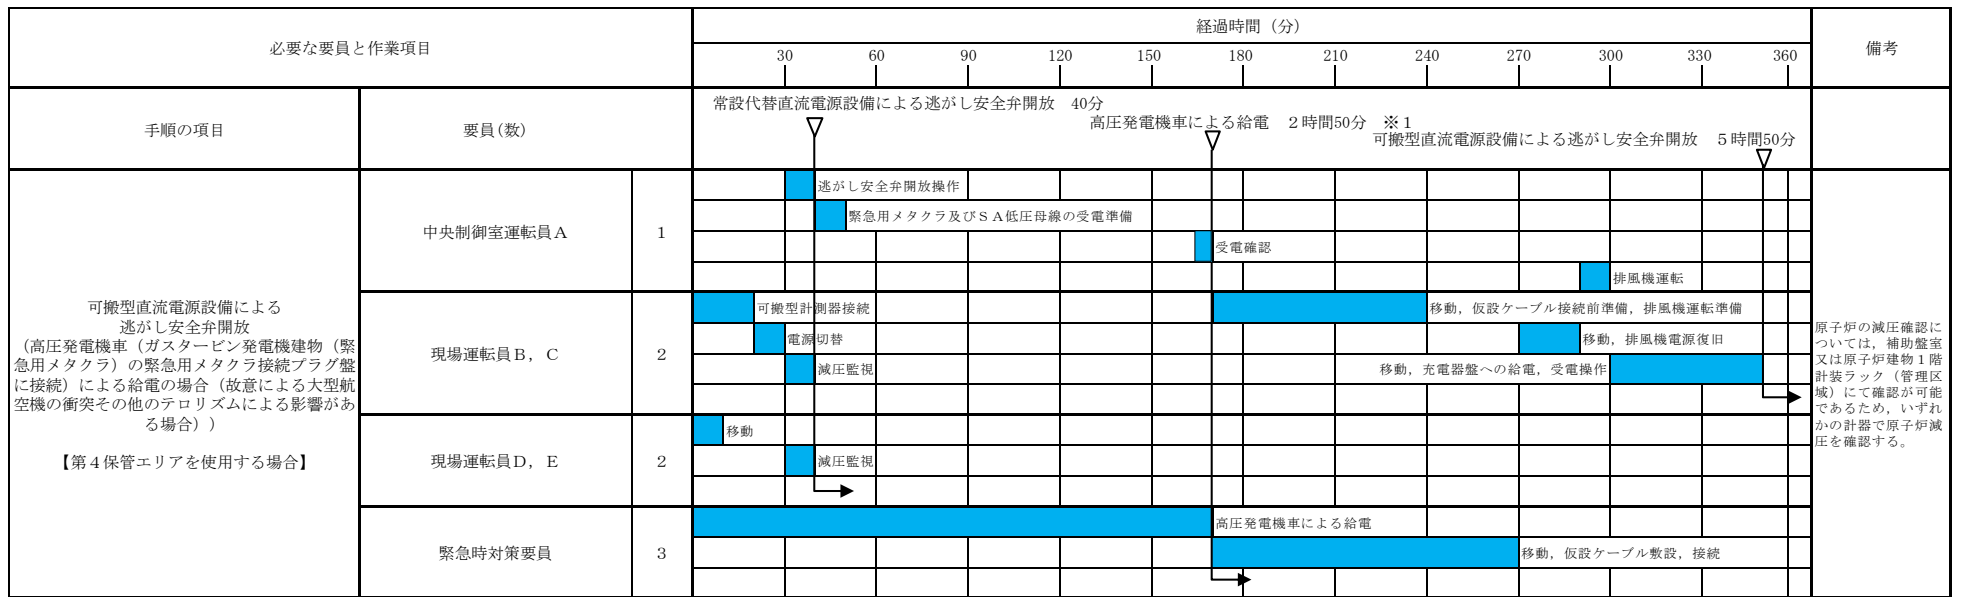 必要な要員と作業項目
経過時間（分）
備考
30 60 90 120 150 180 210 240 270 300 330 360
手順の項目
要員(数)
常設代替直流電源設備による逃がし安全弁開放　40分
高圧発電機車による給電　２時間50分　※１
可搬型直流電源設備による逃がし安全弁開放　５時間50分
可搬型直流電源設備による
逃がし安全弁開放
（高圧発電機車（ガスタービン発電機建物（緊
急用メタクラ）の緊急用メタクラ接続プラグ盤
に接続）による給電の場合（故意による大型航
空機の衝突その他のテロリズムによる影響があ
る場合））
【第４保管エリアを使用する場合】
中央制御室運転員Ａ
1
逃がし安全弁開放操作
緊急用メタクラ及びＳＡ低圧母線の受電準備
受電確認
排風機運転
現場運転員Ｂ，Ｃ
2
可搬型計測器接続
移動，仮設ケーブル接続前準備，排風機運転準備
電源切替
移動，排風機電源復旧
減圧監視
移動，充電器盤への給電，受電操作
現場運転員Ｄ，Ｅ
2
移動
減圧監視
緊急時対策要員
3
高圧発電機車による給電
移動，仮設ケーブル敷設，接続
原子炉の減圧確認に
ついては，補助盤室
又は原子炉建物１階
計装ラック（管理区
域）にて確認が可能
であるため，いずれ
かの計器で原子炉減
圧を確認する。